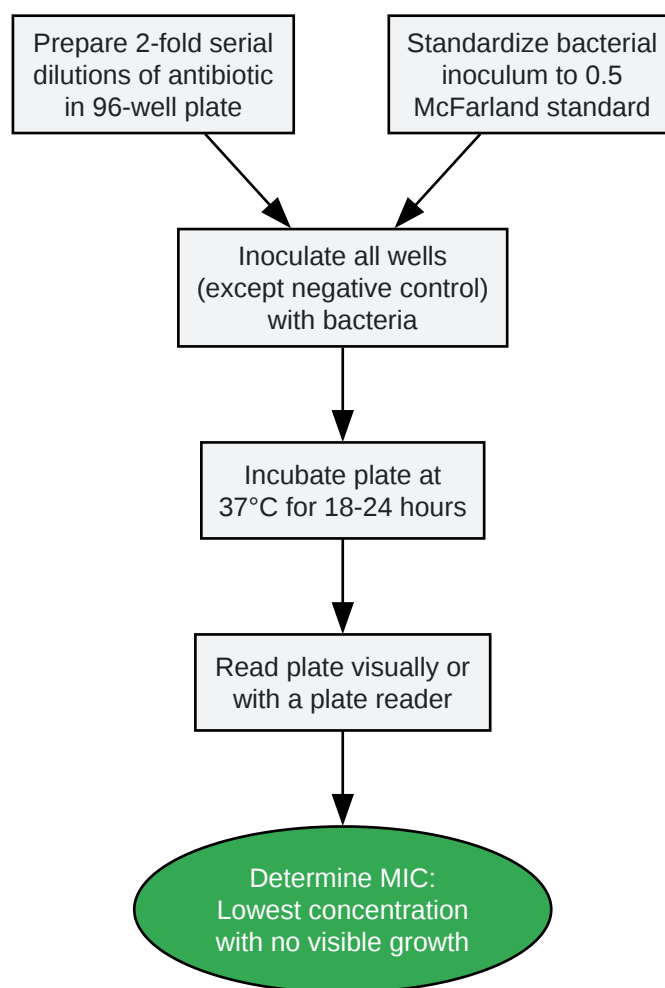 Prepare 2-fold serial
dilutions of antibiotic
in 96-well plate
Standardize bacterial
inoculum to 0.5
McFarland standard
Inoculate all wells
(except negative control)
with bacteria
Incubate plate at
37°C for 18-24 hours
Read plate visually or
with a plate reader
Determine MIC:
Lowest concentration
with no visible growth